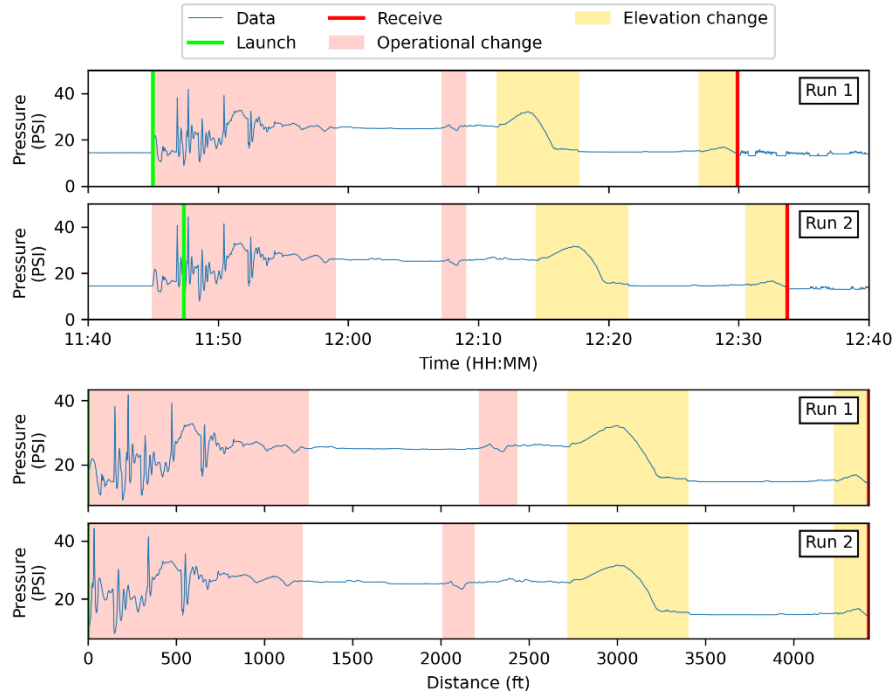 Data
Launch
Receive
Operational change
Elevation change
Pressure
(PSI)
40
20
0
Run 1
Pressure
(PSI)
40
20
0
Run 2
11:40 11:50 12:00 12:10 12:20 12:30 12:40
Time (HH:MM)
Pressure
(PSI)
40
20
Run 1
Pressure
(PSI)
40
20
Run 2
0 500 1000 1500 2000 2500 3000 3500 4000
Distance (ft)